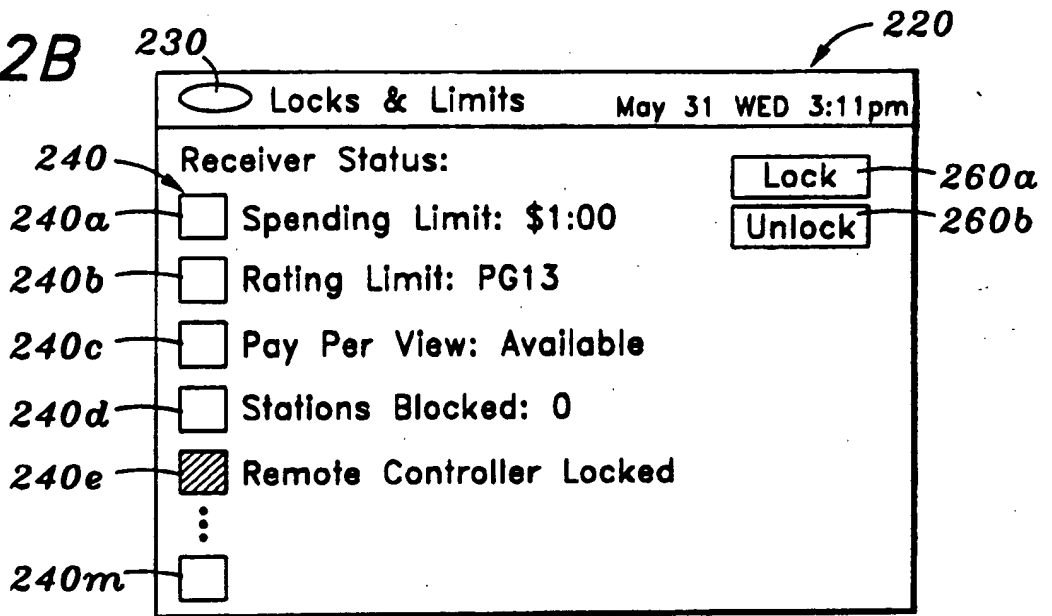 2B
230
220
Locks & Limits May 31 WED 3:11pm
240 Receiver Status:
Lock 260a
240a Spending Limit: $1:00
Unlock 260b
240b Rating Limit: PG13
240c Pay Per View: Available
240d Stations Blocked: 0
240e Remote Controller Locked
240m